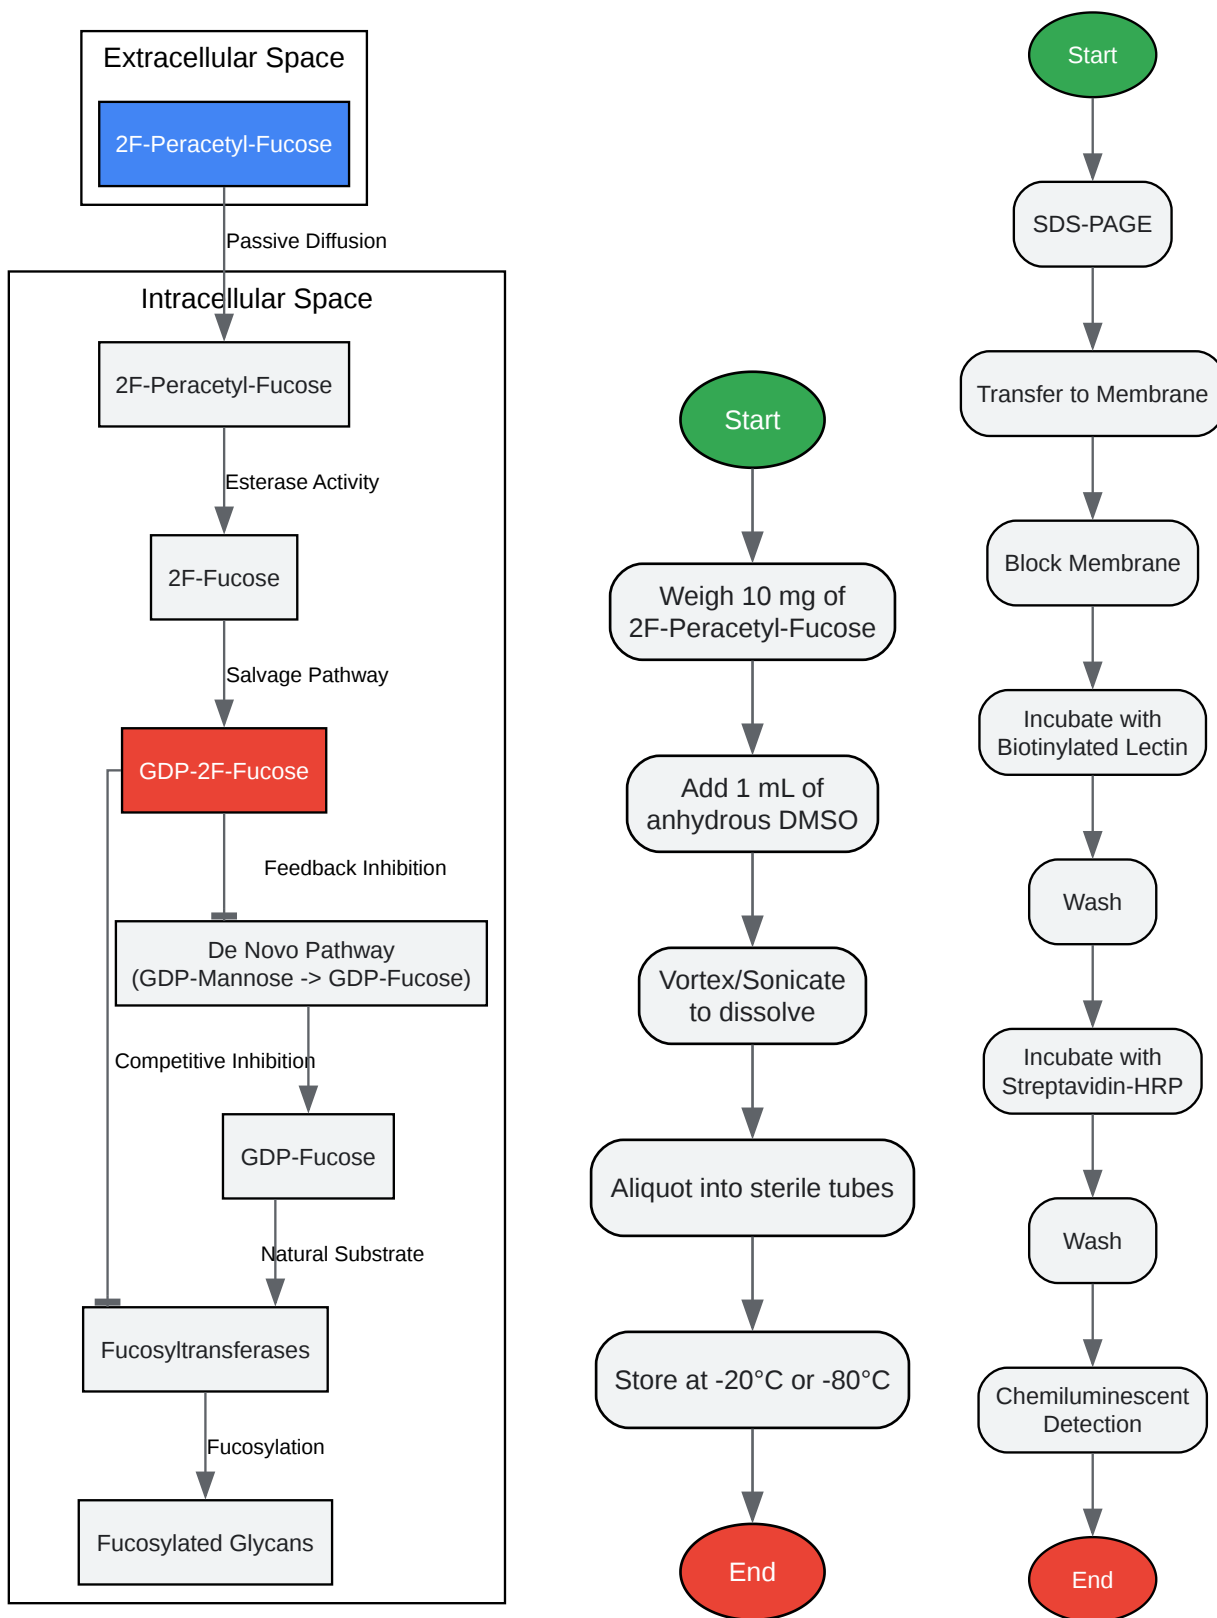 Extracellular Space
2F-Peracetyl-Fucose
Passive Diffusion
Intracellular Space
2F-Peracetyl-Fucose
Esterase Activity
2F-Fucose
Salvage Pathway
GDP-2F-Fucose
Feedback Inhibition
De Novo Pathway
(GDP-Mannose -> GDP-Fucose)
Competitive Inhibition
GDP-Fucose
Natural Substrate
Fucosyltransferases
Fucosylation
Fucosylated Glycans
Start
Weigh 10 mg of
2F-Peracetyl-Fucose
Add 1 mL of
anhydrous DMSO
Vortex/Sonicate
to dissolve
Aliquot into sterile tubes
Store at -20°C or -80°C
End
Start
SDS-PAGE
Transfer to Membrane
Block Membrane
Incubate with
Biotinylated Lectin
Wash
Incubate with
Streptavidin-HRP
Wash
Chemiluminescent
Detection
End